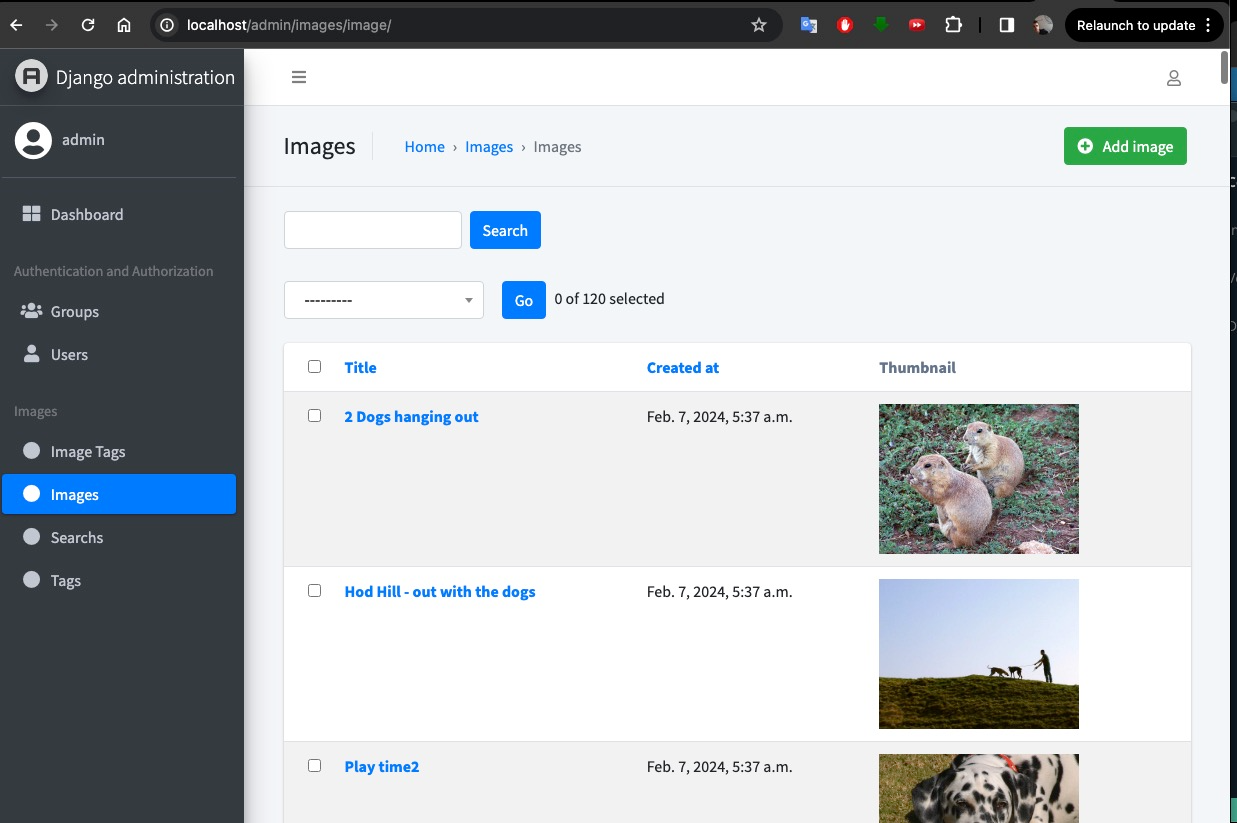 localhost/admin/images/image/
Relaunch to update
Django administration
admin
Dashboard
Authentication and Authorization
Groups
Users
Images
Image Tags
Images
Searchs
Tags
Images
Home › Images › Images
Add image
Search
---------
Go
0 of 120 selected
Title Created at Thumbnail
2 Dogs hanging out Feb. 7, 2024, 5:37 a.m.
Hod Hill - out with the dogs Feb. 7, 2024, 5:37 a.m.
Play time2 Feb. 7, 2024, 5:37 a.m.